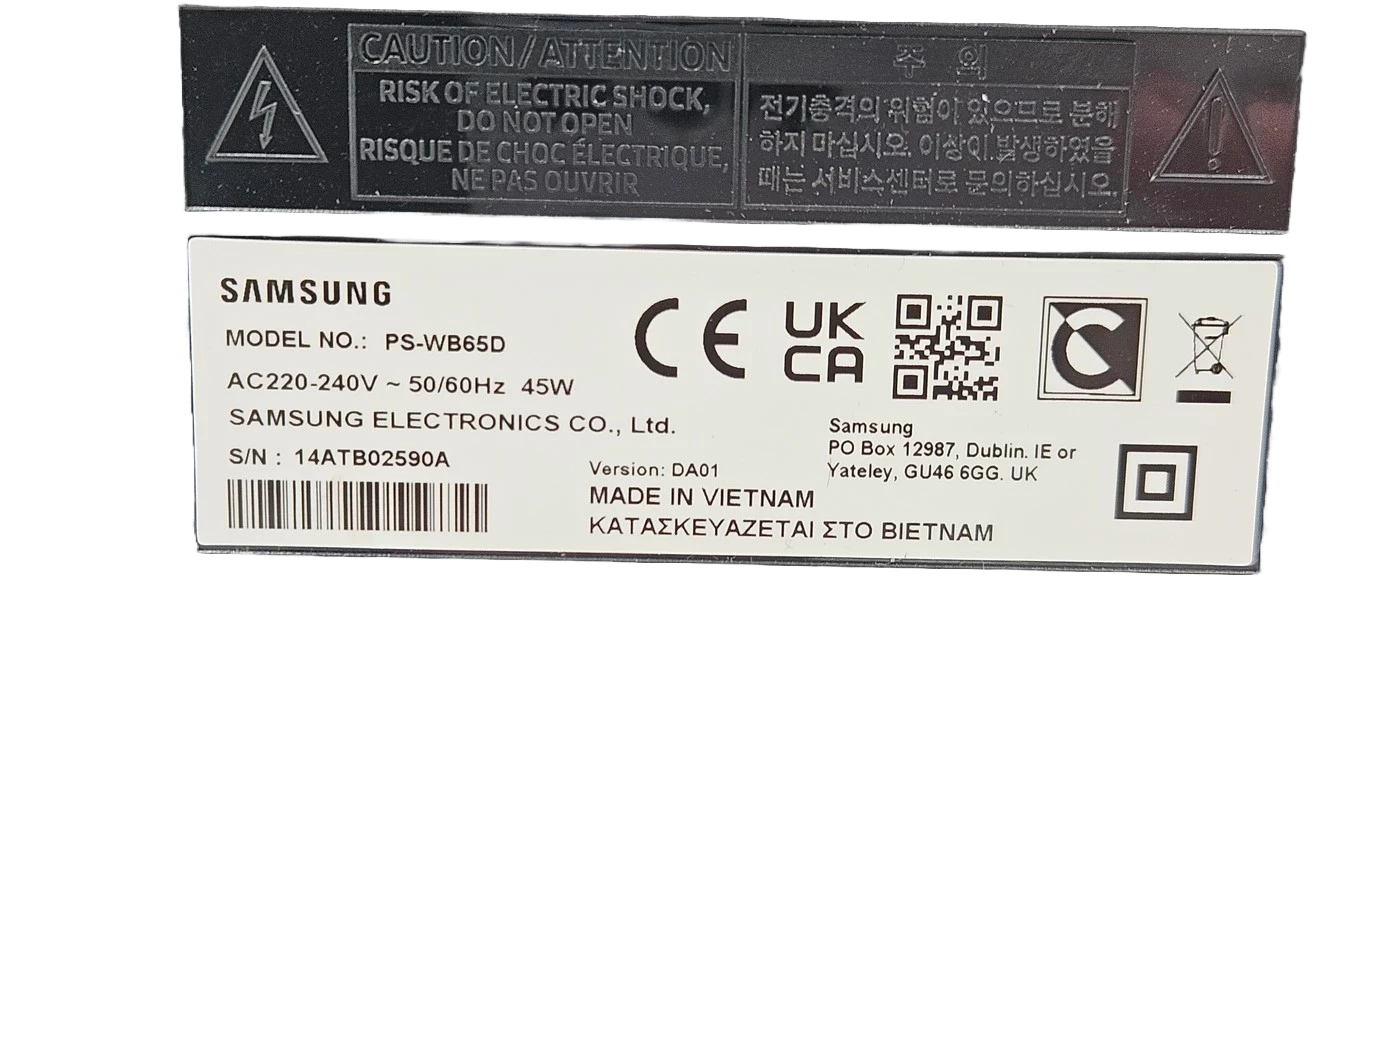 CAUTION / ATTENTION
RISK OF ELECTRIC SHOCK,
DO NOT OPEN
RISQUE DE CHOC ÉLECTRIQUE,
NE PAS OUVRIR
주 의
전기충격의 위험이 있으므로 분해
하지 마십시오. 이상이 발생하였을
때는 서비스센터로 문의하십시오.
SAMSUNG
MODEL NO.: PS-WB65D
AC220-240V ~ 50/60Hz 45W
SAMSUNG ELECTRONICS CO., Ltd.
S/N : 14ATB02590A
CE
UK
CA
Samsung
PO Box 12987, Dublin. IE or
Yateley, GU46 6GG. UK
Version: DA01
MADE IN VIETNAM
ΚΑΤΑΣΚΕΥΑΖΕΤΑΙ ΣΤΟ ΒΙΕΤΝΑΜ